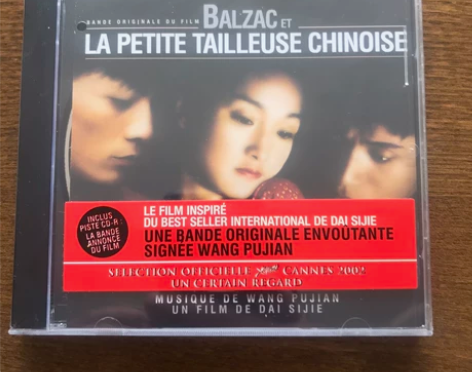 BANDE ORIGINALE DU FILM BALZAC ET
LA PETITE TAILLEUSE CHINOISE
INCLUS
PISTE CD-R :
LA BANDE
ANNONCE
DU FILM
LE FILM INSPIRÉ
DU BEST SELLER INTERNATIONAL DE DAI SIJIE
UNE BANDE ORIGINALE ENVOUTANTE
SIGNÉE WANG PUJIAN
SÉLECTION OFFICIELLE CANNES 2002
UN CERTAIN REGARD
MUSIQUE DE WANG PUJIAN
UN FILM DE DAI SIJIE